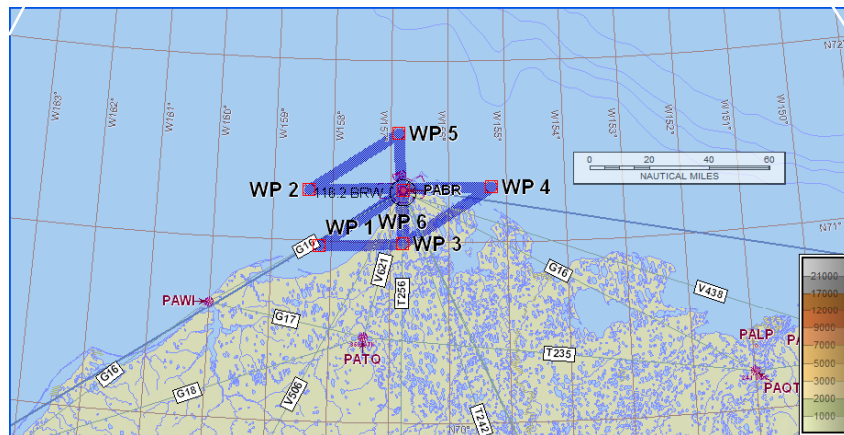 N72°
W163°
W162°
W161°
W160°
W159°
W158°
W157°
W156°
W155°
W154°
W153°
W152°
W151°
W150°
WP 5
0 20 40 60
NAUTICAL MILES
WP 2
116.2 BRW
PABR
WP 4
WP 1
WP 6
WP 3
N71°
G16
V621
T256
G16
V438
PAWI
G17
PATQ
PALP
T235
G16
G18
V506
PAQT
T242
N70°
21000
17000
12000
9000
7000
5000
3000
2000
1000